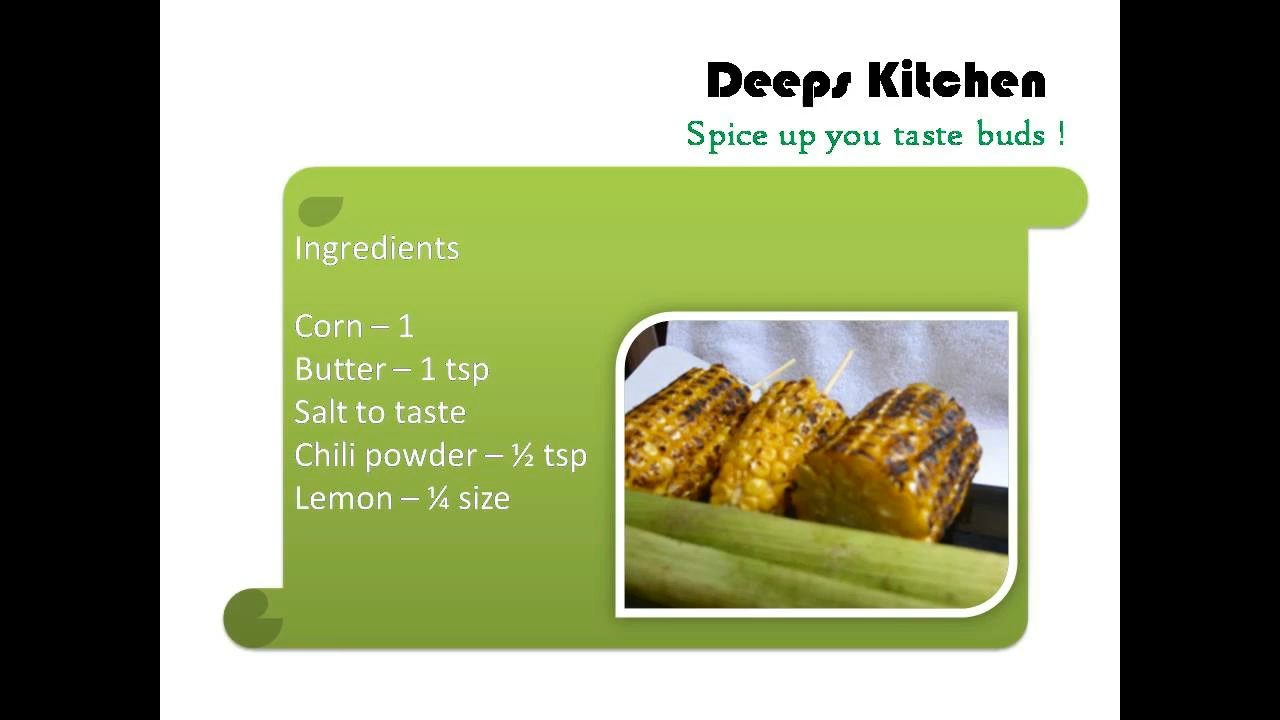 Deeps Kitchen
Spice up you taste buds !
Ingredients
Corn – 1
Butter – 1 tsp
Salt to taste
Chili powder – ½ tsp
Lemon – ¼ size